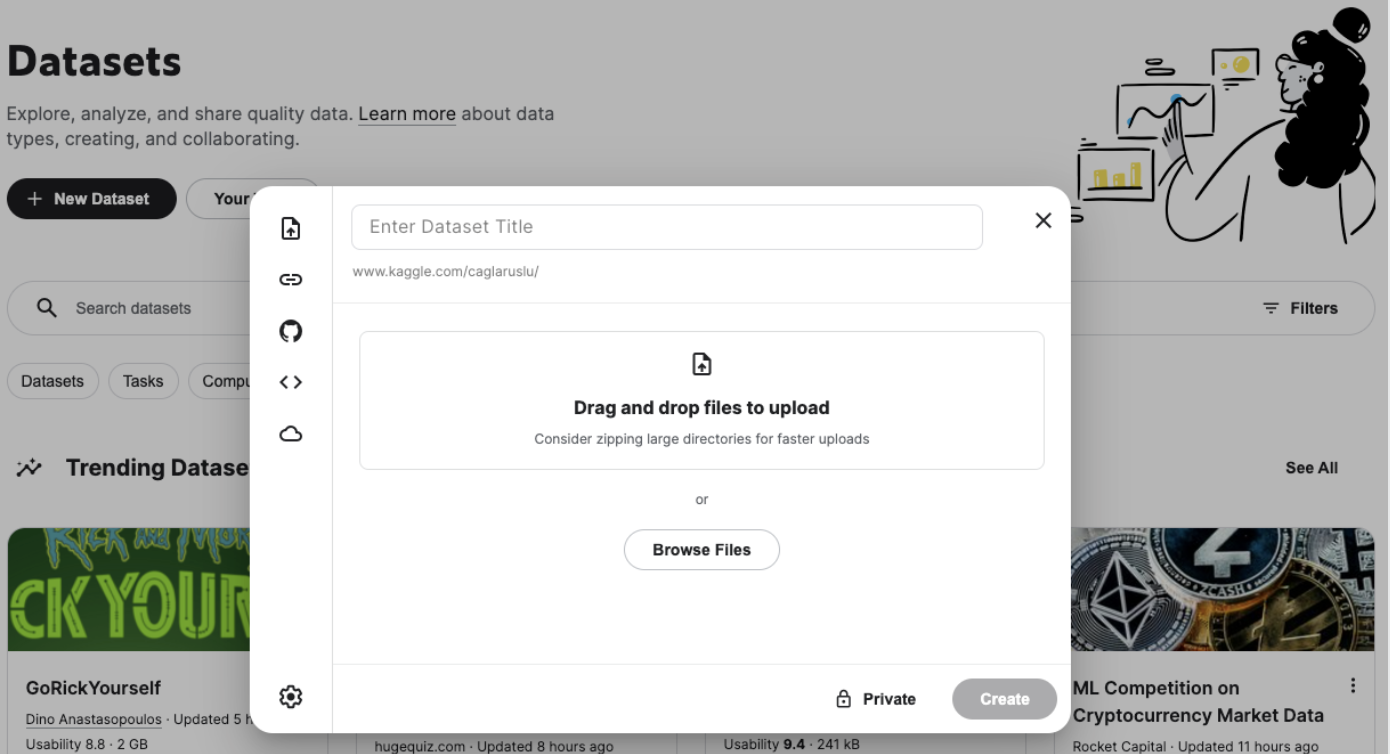 Datasets
Explore, analyze, and share quality data. Learn more about data
types, creating, and collaborating.
+ New Dataset
Your
Enter Dataset Title
www.kaggle.com/caglaruslu/
Search datasets
Filters
Datasets
Tasks
Compu
Drag and drop files to upload
Consider zipping large directories for faster uploads
or
Browse Files
Trending Datase
See All
CK YOUR
ZCASH
GoRickYourself
Dino Anastasopoulos · Updated 5 h
Usability 8.8 · 2 GB
hugequiz.com · Updated 8 hours ago
Usability 9.4 · 241 kB
Private
Create
ML Competition on
Cryptocurrency Market Data
Rocket Capital · Updated 11 hours ago